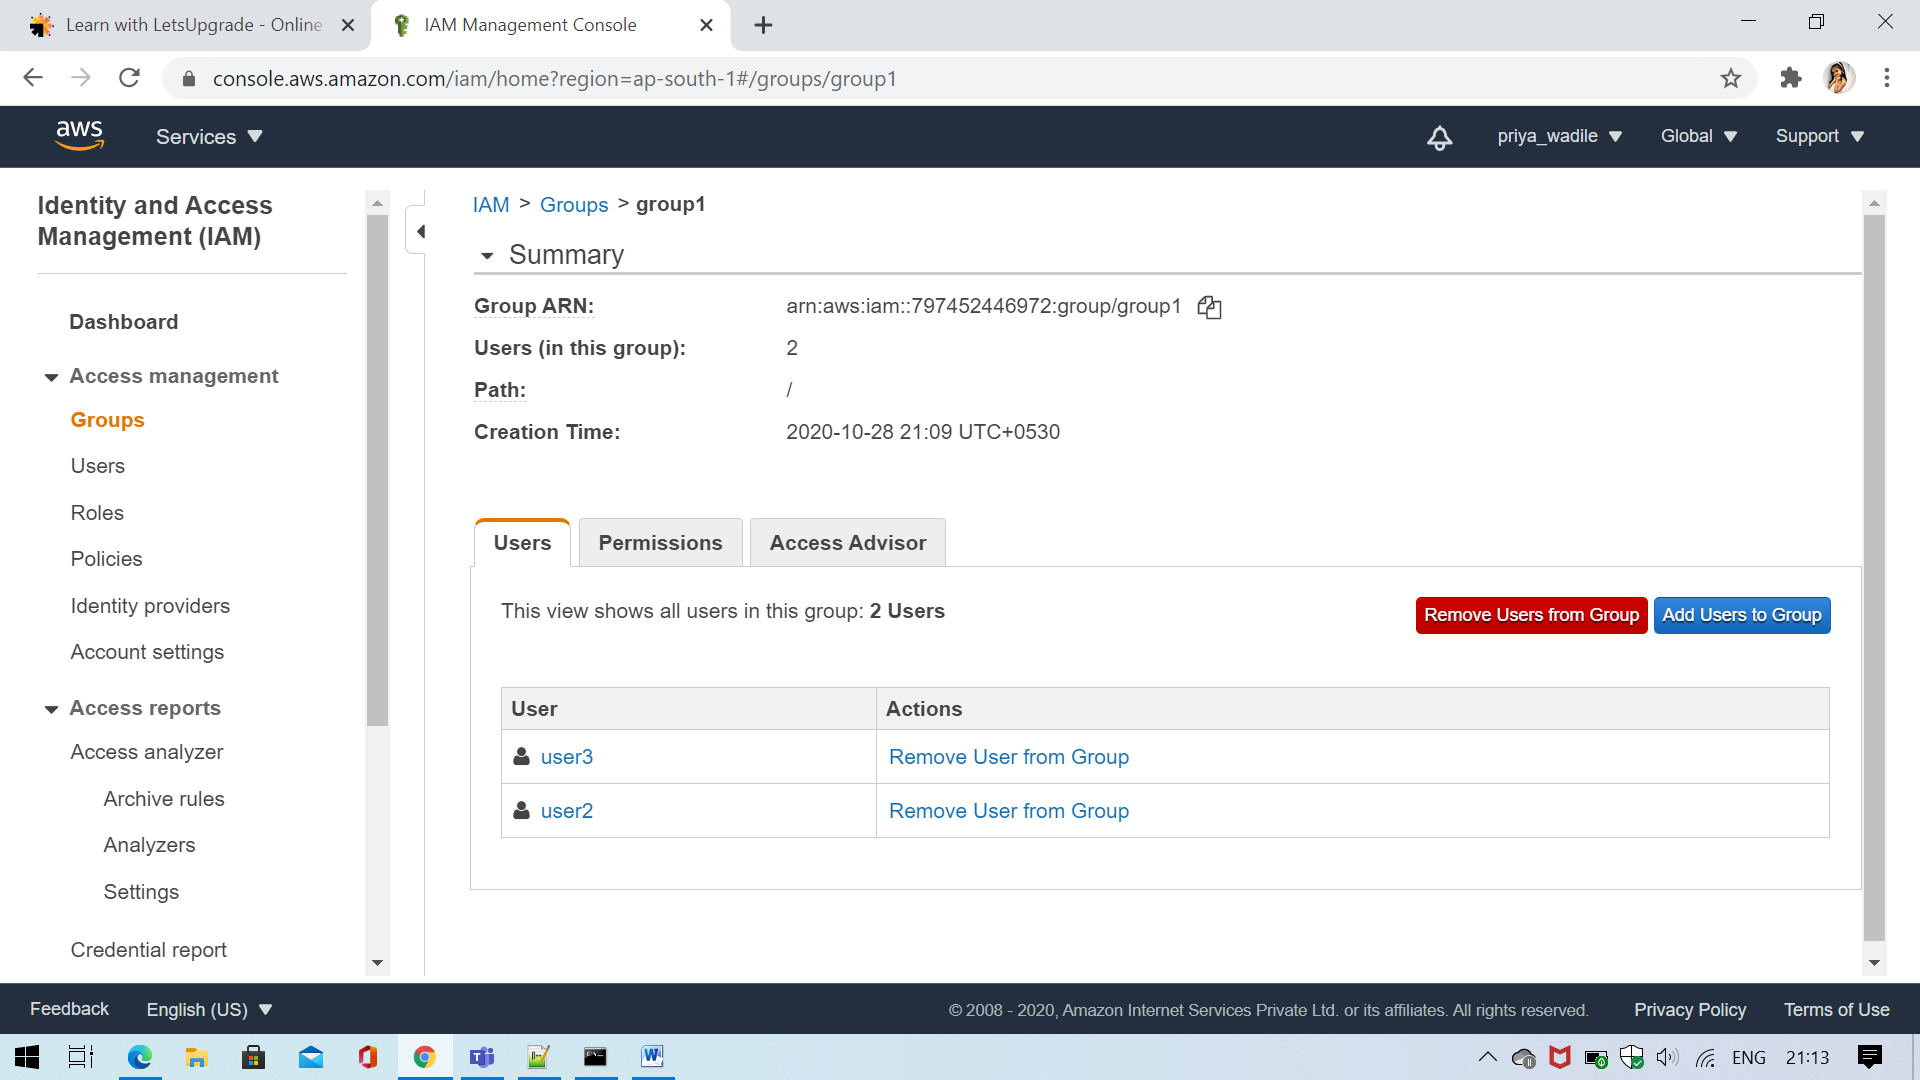 Learn with LetsUpgrade - Online
IAM Management Console
console.aws.amazon.com/iam/home?region=ap-south-1#/groups/group1
aws
Services
priya_wadile
Global
Support
Identity and Access
Management (IAM)
Dashboard
Access management
Groups
Users
Roles
Policies
Identity providers
Account settings
Access reports
Access analyzer
Archive rules
Analyzers
Settings
Credential report
IAM > Groups > group1
Summary
Group ARN: arn:aws:iam::797452446972:group/group1
Users (in this group): 2
Path: /
Creation Time: 2020-10-28 21:09 UTC+0530
Users Permissions Access Advisor
This view shows all users in this group: 2 Users
Remove Users from Group Add Users to Group
User Actions
user3 Remove User from Group
user2 Remove User from Group
Feedback English (US) © 2008 - 2020, Amazon Internet Services Private Ltd. or its affiliates. All rights reserved. Privacy Policy Terms of Use
ENG 21:13